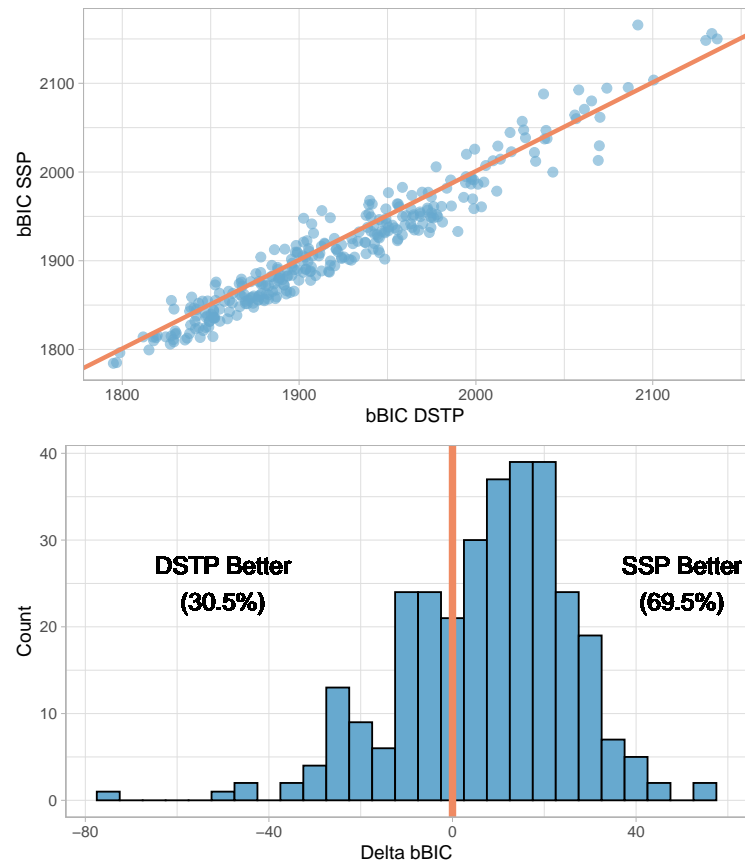 bBIC SSP
2100
2000
1900
1800
1800 1900 2000 2100
bBIC DSTP
Count
40
30
20
10
0
DSTP Better
(30.5%)
SSP Better
(69.5%)
−80 −40 0 40
Delta bBIC